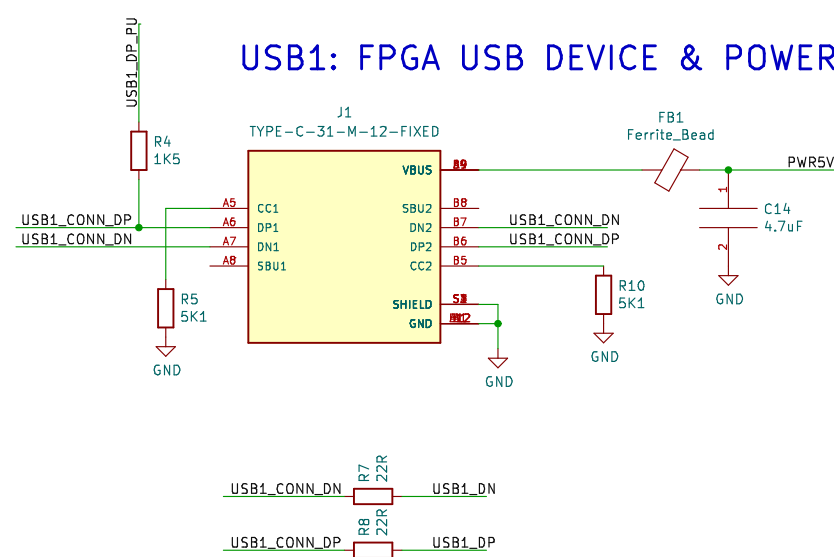 USB1: FPGA USB DEVICE & POWER
USB1_DP_PU
R4
1K5
J1
TYPE-C-31-M-12-FIXED
FB1
Ferrite_Bead
PWR5V
VBUS
1
C14
4.7uF
2
GND
USB1_CONN_DP
USB1_CONN_DN
A5 CC1
A6 DP1
A7 DN1
A8 SBU1
SBU2 B8
DN2 B7 USB1_CONN_DN
DP2 B6 USB1_CONN_DP
CC2 B5
SHIELD
GND
R5
5K1
GND
R10
5K1
GND
GND
R7
22R
USB1_CONN_DN USB1_DN
R8
22R
USB1_CONN_DP USB1_DP